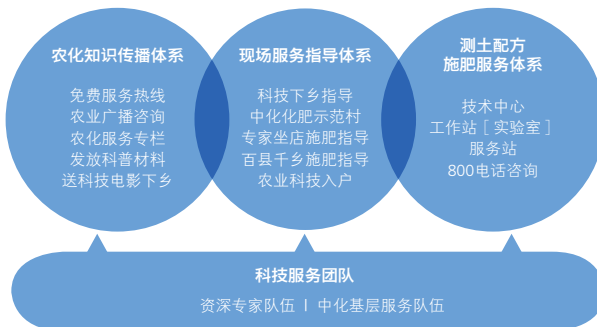 农化知识传播体系
免费服务热线
农业广播咨询
农化服务专栏
发放科普材料
送科技电影下乡
现场服务指导体系
科技下乡指导
中化化肥示范村
专家坐店施肥指导
百县千乡施肥指导
农业科技入户
测土配方
施肥服务体系
技术中心
工作站［实验室］
服务站
800电话咨询
科技服务团队
资深专家队伍 | 中化基层服务队伍